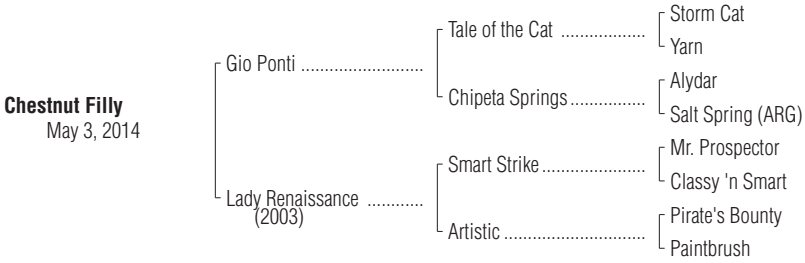 Storm Cat
Tale of the Cat ...................
Yarn
Gio Ponti ..........................
Alydar
Chipeta Springs................
Salt Spring (ARG)
Chestnut Filly
May 3, 2014
Mr. Prospector
Smart Strike......................
Classy 'n Smart
Lady Renaissance ............
(2003)
Pirate's Bounty
Artistic ..............................
Paintbrush